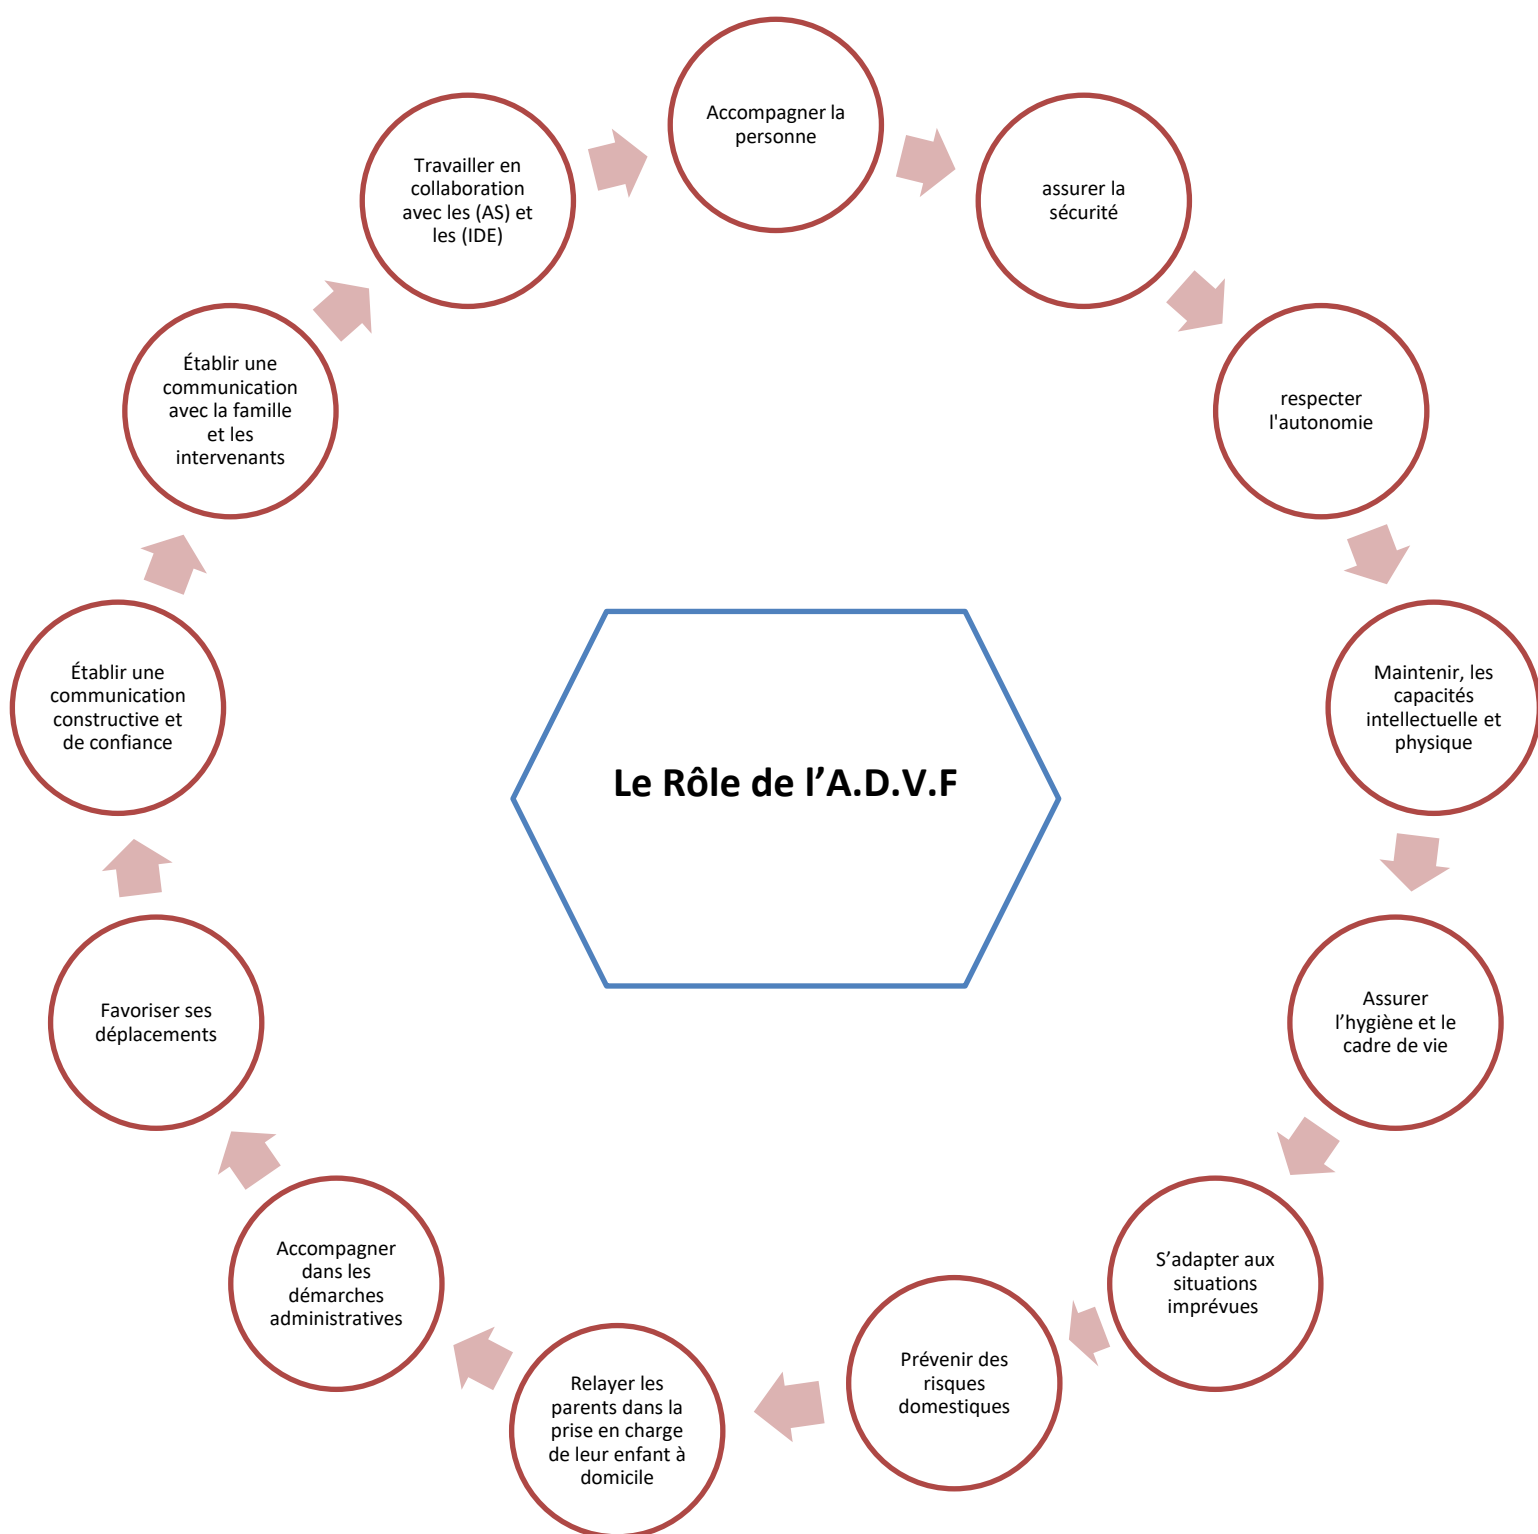 Accompagner la
personne
assurer la
sécurité
respecter
l'autonomie
Maintenir, les
capacités
intellectuelle et
physique
Assurer
l’hygiène et le
cadre de vie
S’adapter aux
situations
imprévues
Prévenir des
risques
domestiques
Relayer les
parents dans la
prise en charge
de leur enfant à
domicile
Accompagner
dans les
démarches
administratives
Favoriser ses
déplacements
Établir une
communication
constructive et
de confiance
Établir une
communication
avec la famille
et les
intervenants
Travailler en
collaboration
avec les (AS) et
les (IDE)
Le Rôle de l’A.D.V.F